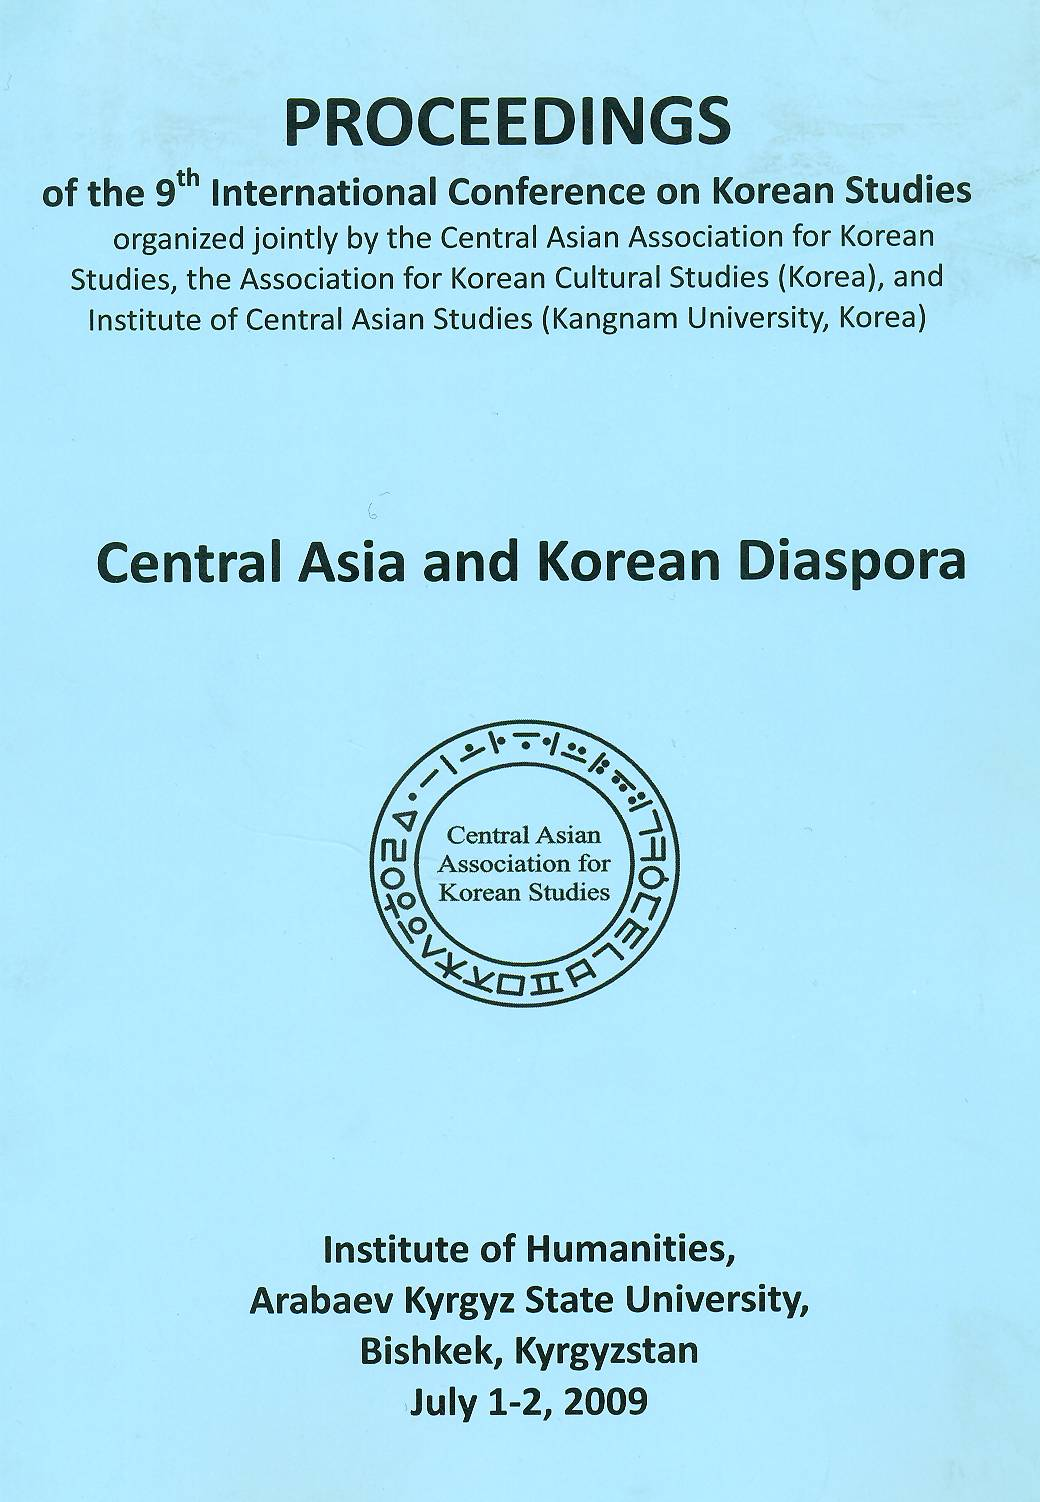 PROCEEDINGS
of the 9th International Conference on Korean Studies
organized jointly by the Central Asian Association for Korean
Studies, the Association for Korean Cultural Studies (Korea), and
Institute of Central Asian Studies (Kangnam University, Korea)
Central Asia and Korean Diaspora
Central Asian
Association for
Korean Studies
Institute of Humanities,
Arabaev Kyrgyz State University,
Bishkek, Kyrgyzstan
July 1-2, 2009